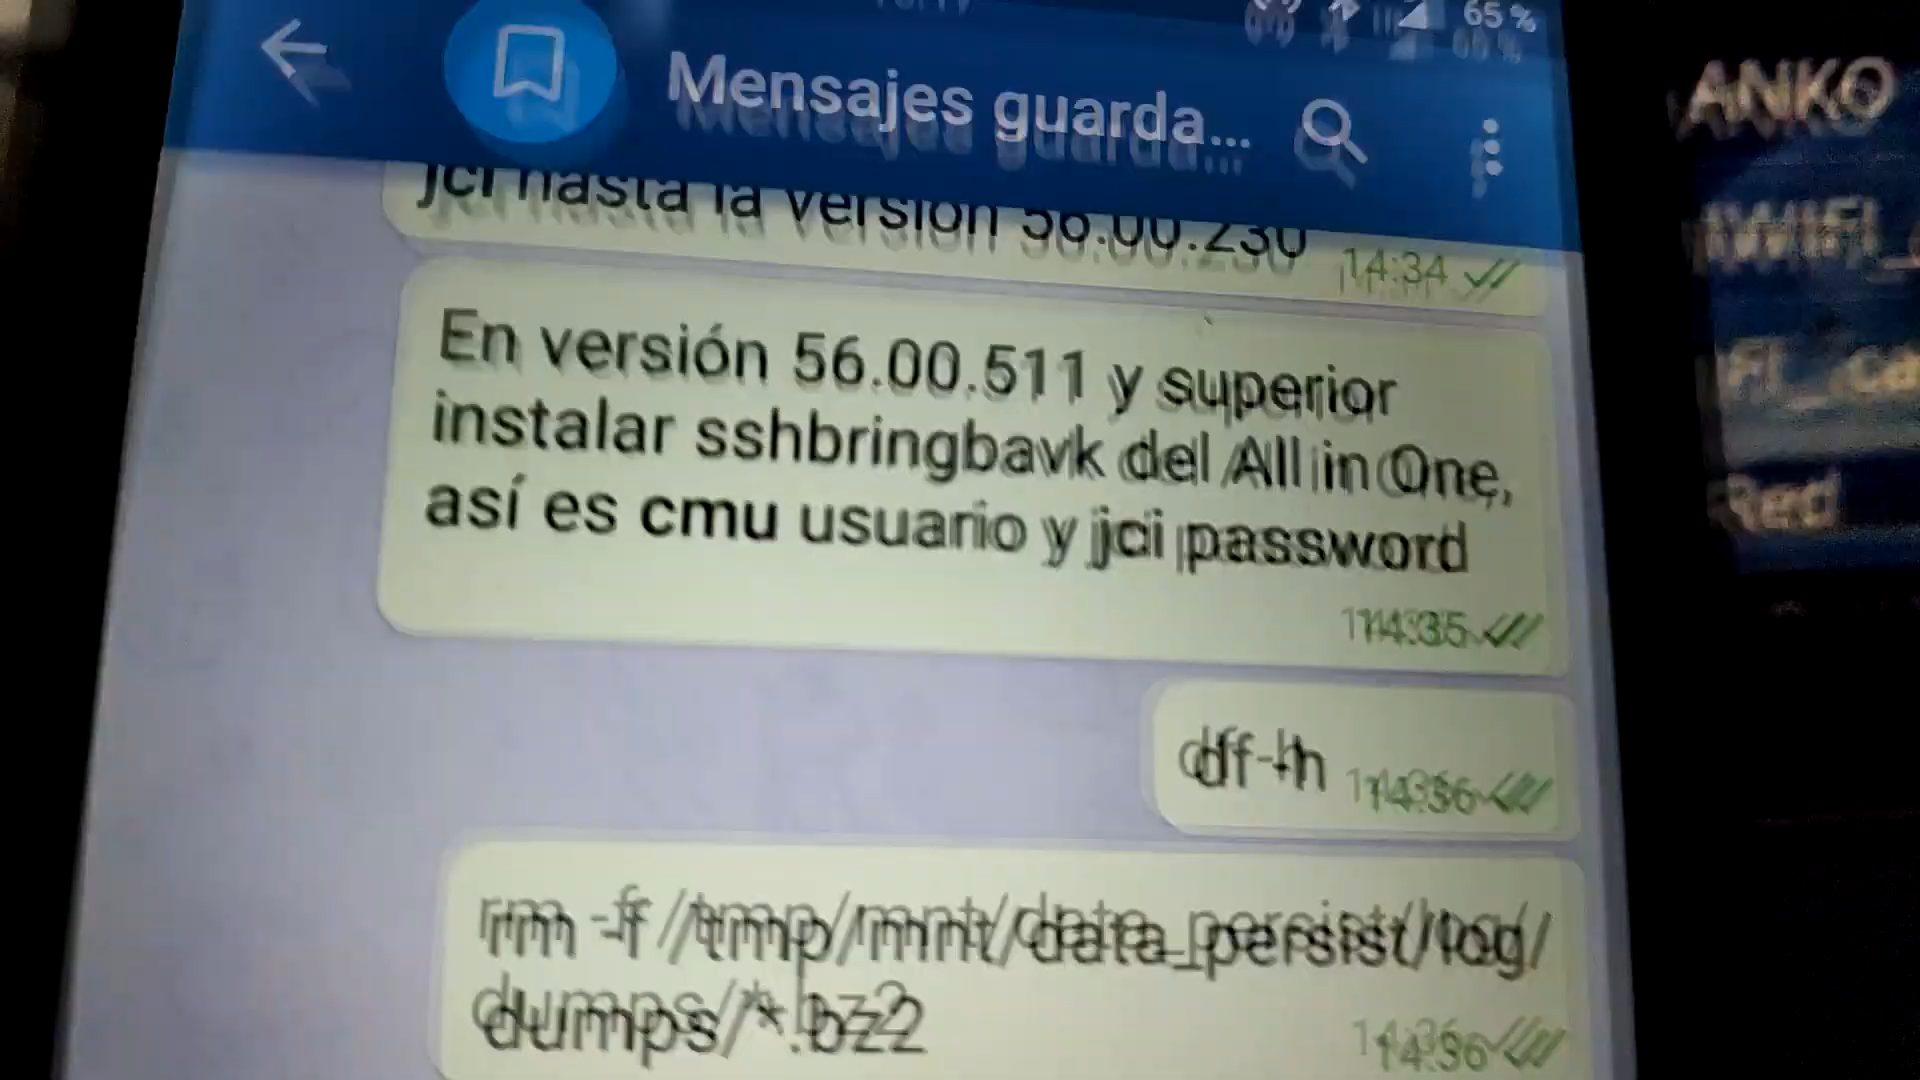 65 %
Mensajes guarda...
jci hasta la versión 56.00.230 14:34
En versión 56.00.511 y superior
instalar sshbringbavk del All in One,
así es cmu usuario y jci password
14:35
df -h 14:36
rm -fr /tmp/mnt/data_persist/log/
dumps/*.bz2
14:36
ANKO
Red